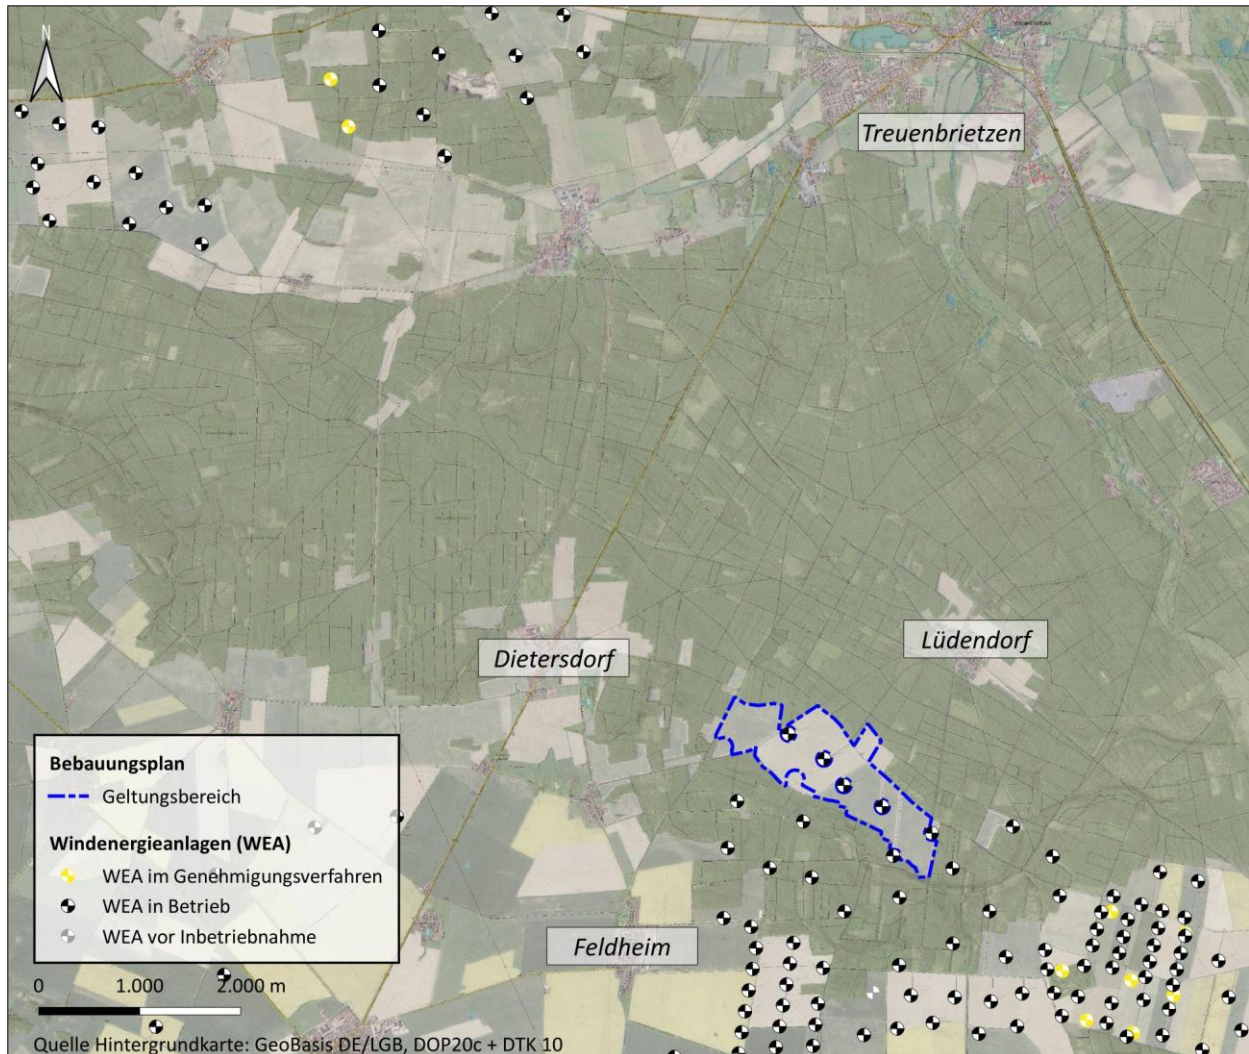 N
Treuenbrietzen
Lüdendorf
Dietersdorf
Feldheim
Bebauungsplan
Geltungsbereich
Windenergieanlagen (WEA)
WEA im Genehmigungsverfahren
WEA in Betrieb
WEA vor Inbetriebnahme
0 1.000 2.000 m
Quelle Hintergrundkarte: GeoBasis DE/LGB, DOP20c + DTK 10